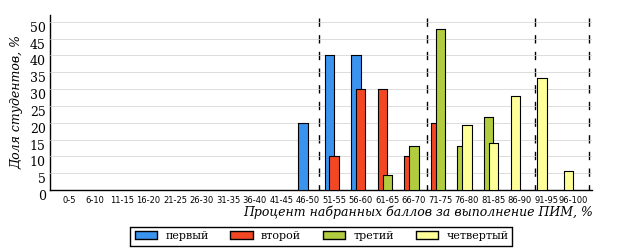 Доля студентов, %
50
45
40
35
30
25
20
15
10
5
0
0-5 6-10 11-15 16-20 21-25 26-30 31-35 36-40 41-45 46-50 51-55 56-60 61-65 66-70 71-75 76-80 81-85 86-90 91-95 96-100
Процент набранных баллов за выполнение ПИМ, %
первый второй третий четвертый